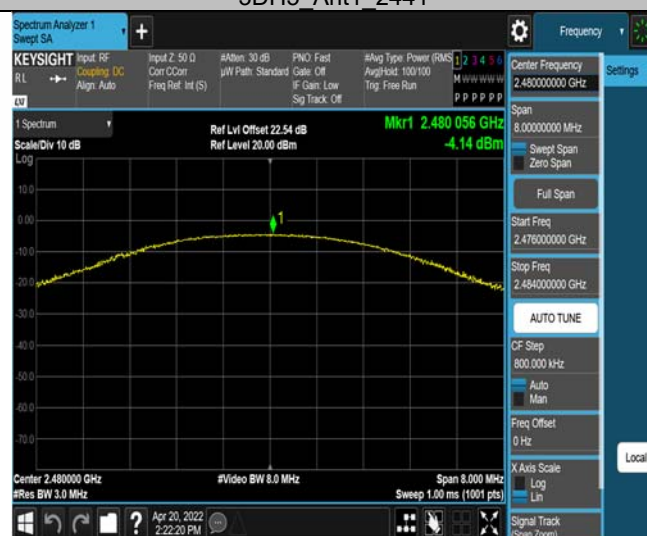 3DH5_Ant1_2441
Spectrum Analyzer 1
Swept SA
Frequency
KEYSIGHT
RL
Input: RF
Coupling: DC
Align: Auto
Input Z: 50 Ω
Corr CCorr
Freq Ref: Int (S)
#Atten: 30 dB
µW Path: Standard
PNO: Fast
Gate: Off
IF Gain: Low
Sig Track: Off
#Avg Type: Power (RMS
Avg|Hold: 100/100
Trig: Free Run
1 2 3 4 5 6
M w w w w w
P P P P P P
LXI
1 Spectrum
Scale/Div 10 dB
Log
Ref Lvl Offset 22.54 dB
Ref Level 20.00 dBm
Mkr1 2.480 056 GHz
-4.14 dBm
10.0
0.00
-10.0
-20.0
-30.0
-40.0
-50.0
-60.0
-70.0
1
Center 2.480000 GHz
#Res BW 3.0 MHz
#Video BW 8.0 MHz
Span 8.000 MHz
Sweep 1.00 ms (1001 pts)
Apr 20, 2022
2:22:20 PM
Center Frequency
2.480000000 GHz
Span
8.00000000 MHz
Swept Span
Zero Span
Full Span
Start Freq
2.476000000 GHz
Stop Freq
2.484000000 GHz
AUTO TUNE
CF Step
800.000 kHz
Auto
Man
Freq Offset
0 Hz
X Axis Scale
Log
Lin
Signal Track
(Span Zoom)
Settings
Local